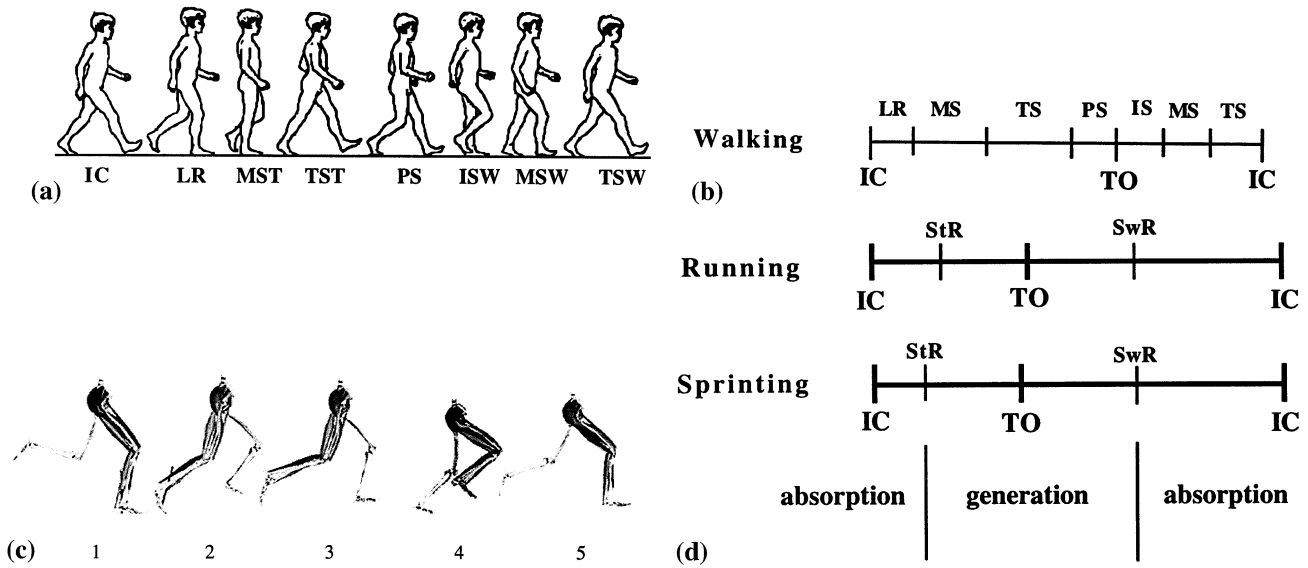 IC LR MST TST PS ISW MSW TSW
(a)
LR MS TS PS IS MS TS
Walking
IC TO IC
(b)
StR SwR
Running
IC TO IC
StR SwR
Sprinting
IC TO IC
absorption generation absorption
(c) 1 2 3 4 5
(d)